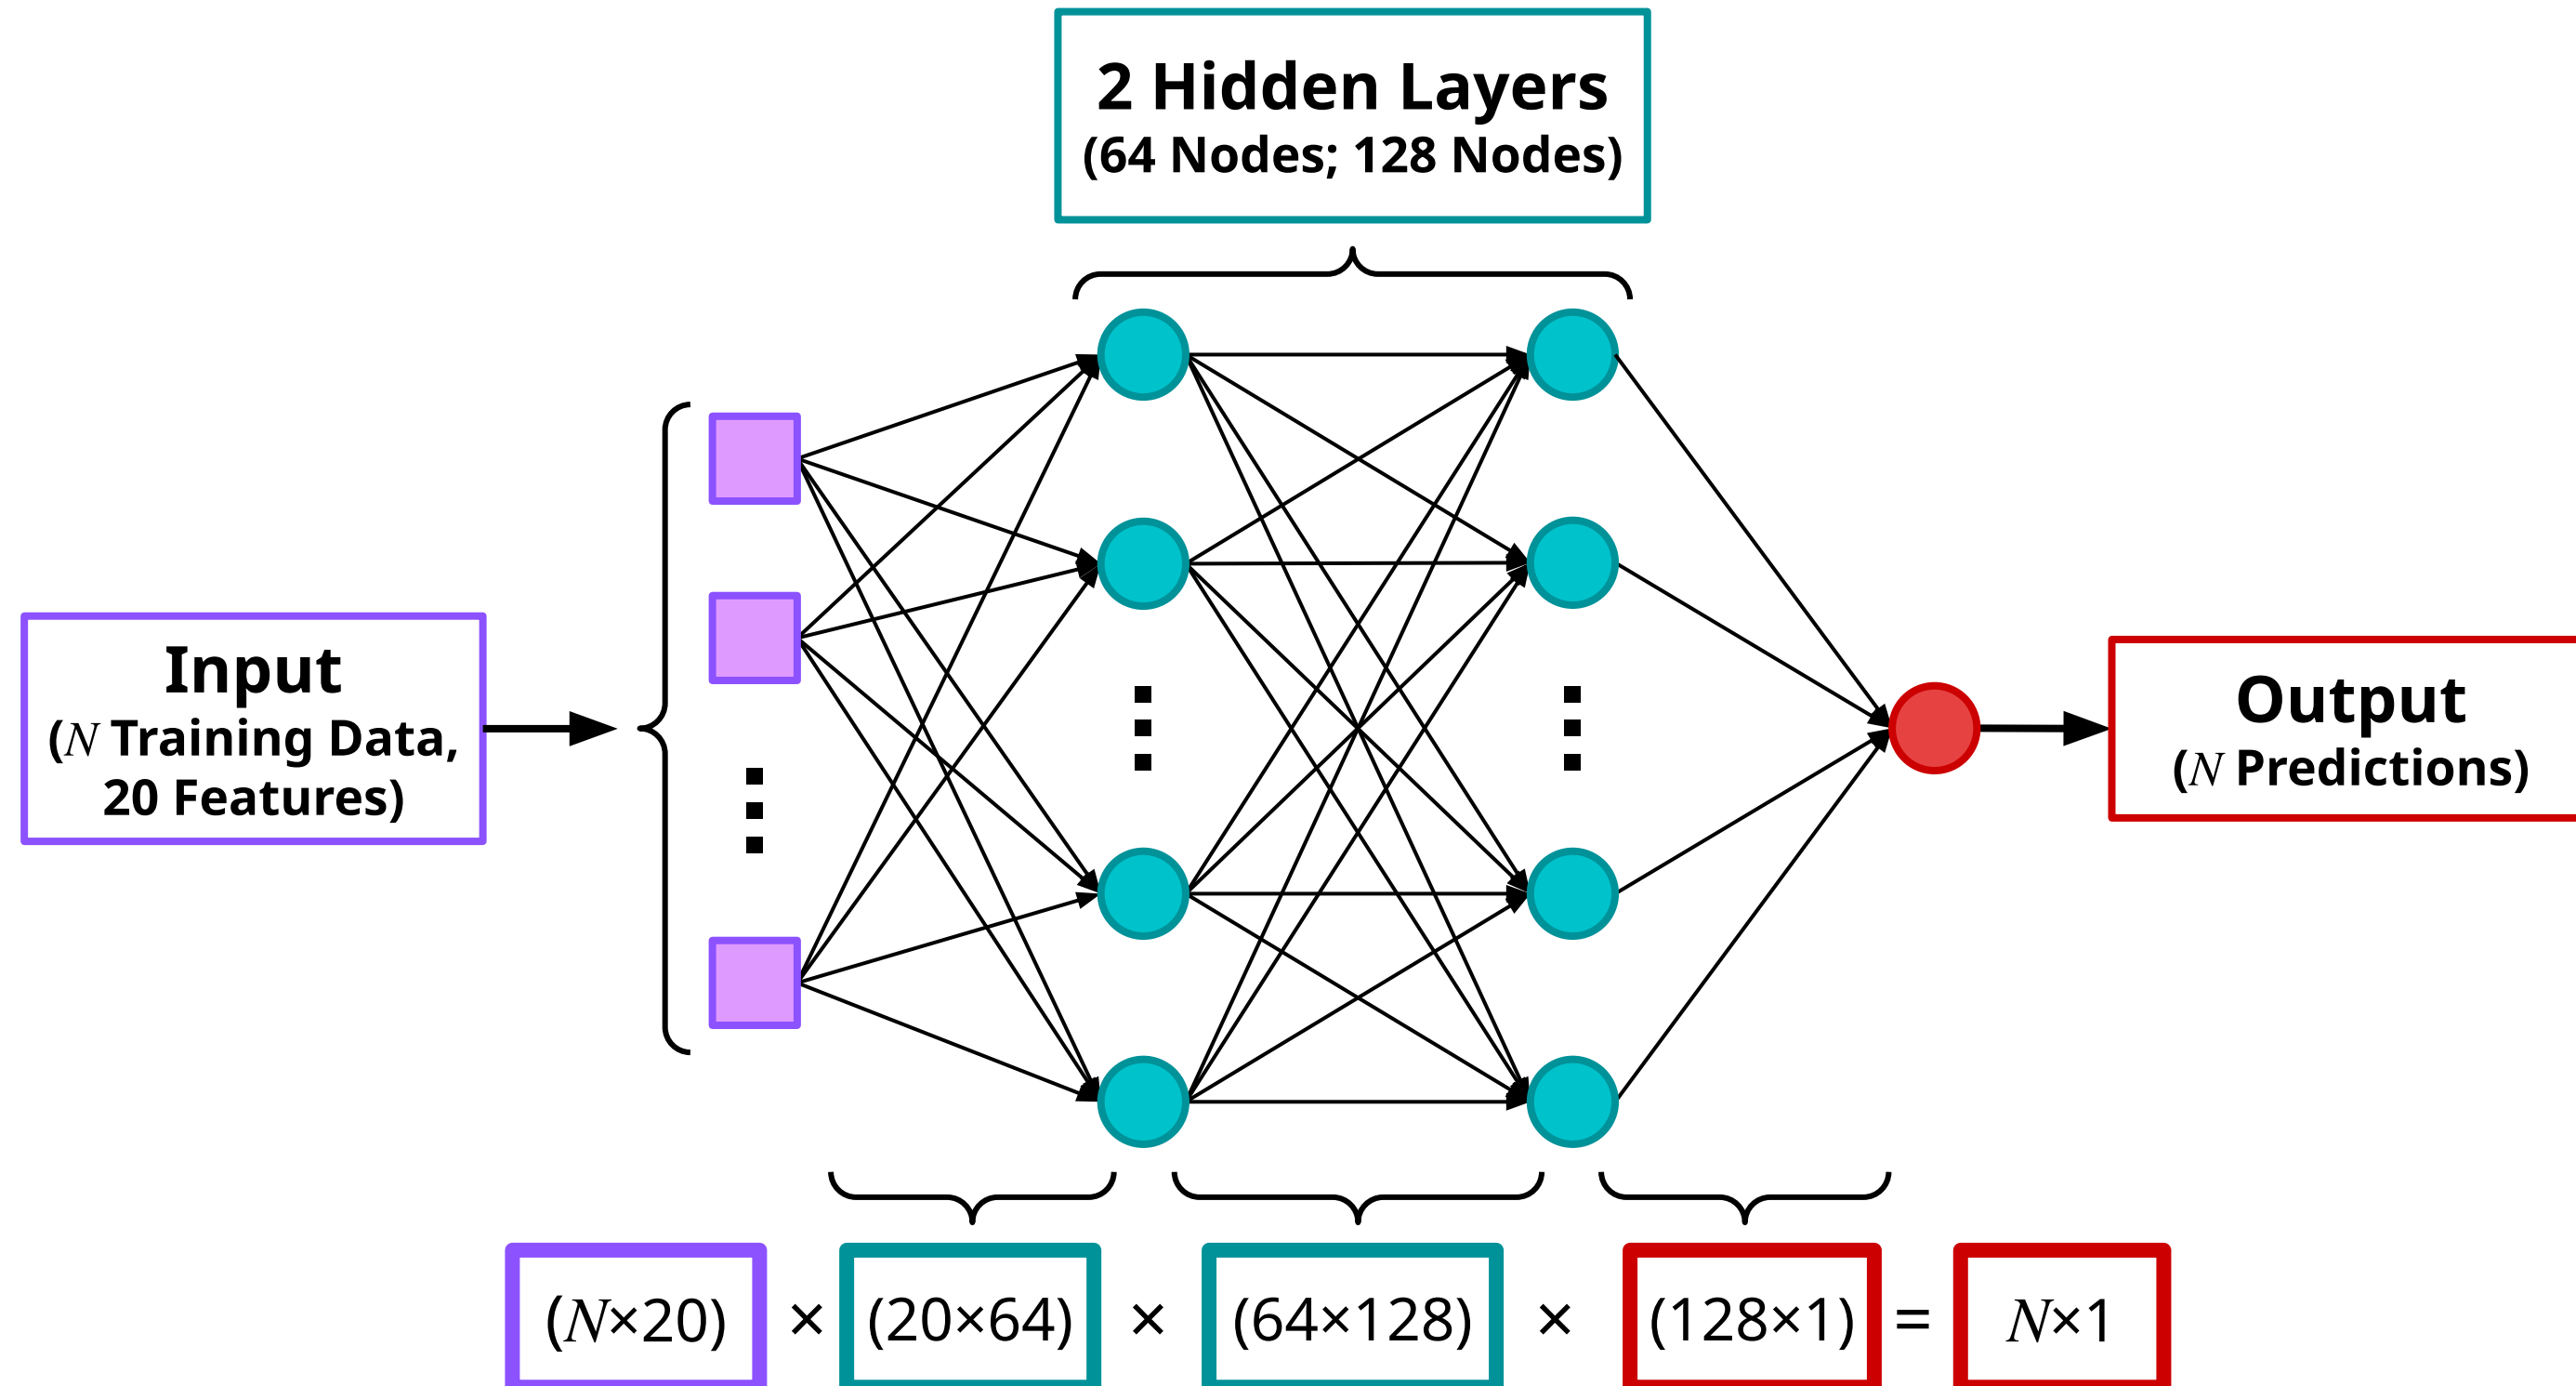 2 Hidden Layers
(64 Nodes; 128 Nodes)
Input
(N Training Data,
20 Features)
Output
(N Predictions)
(N×20) × (20×64) × (64×128) × (128×1) = N×1